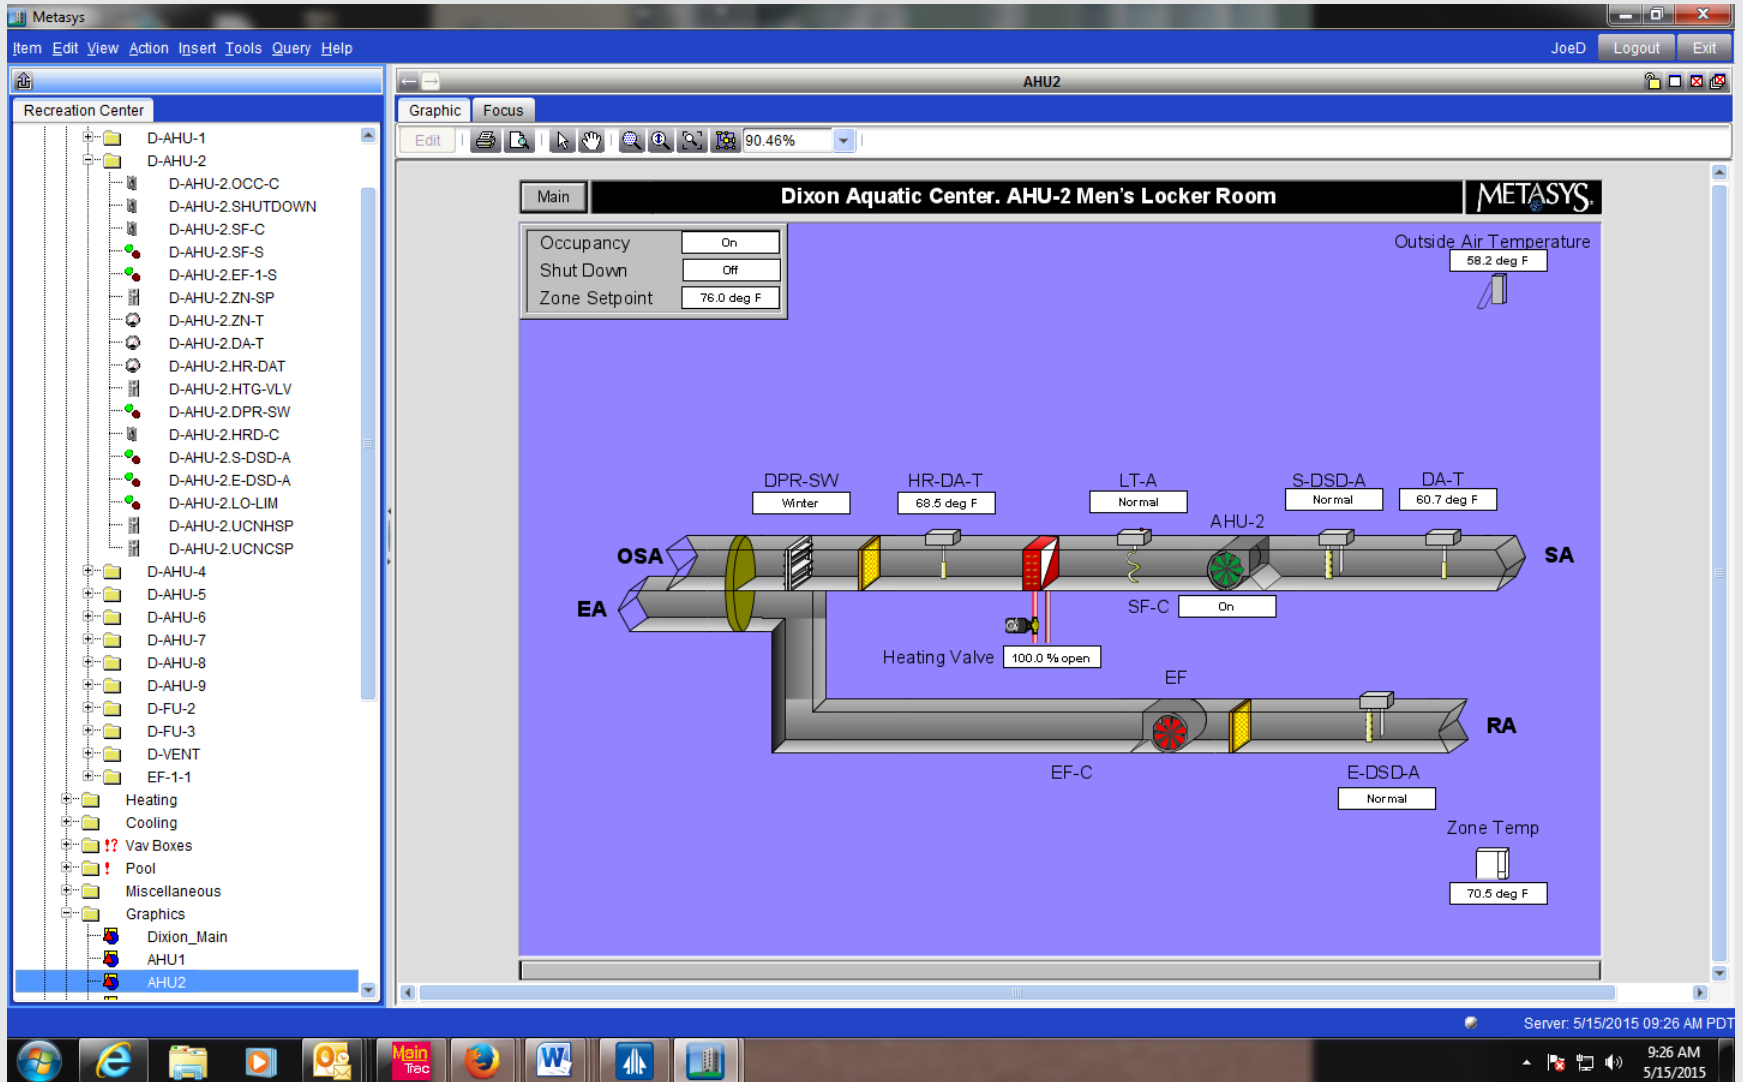 Metasys
Item Edit View Action Insert Tools Query Help
JoeD Logout Exit
AHU2
Recreation Center
Graphic Focus
Edit 90.46%
D-AHU-1
D-AHU-2
D-AHU-2.OCC-C
D-AHU-2.SHUTDOWN
D-AHU-2.SF-C
D-AHU-2.SF-S
D-AHU-2.EF-1-S
D-AHU-2.ZN-SP
D-AHU-2.ZN-T
D-AHU-2.DA-T
D-AHU-2.HR-DAT
D-AHU-2.HTG-VLV
D-AHU-2.DPR-SW
D-AHU-2.HRD-C
D-AHU-2.S-DSD-A
D-AHU-2.E-DSD-A
D-AHU-2.LO-LIM
D-AHU-2.UCNHSP
D-AHU-2.UCNCSP
D-AHU-4
D-AHU-5
D-AHU-6
D-AHU-7
D-AHU-8
D-AHU-9
D-FU-2
D-FU-3
D-VENT
EF-1-1
Heating
Cooling
!? Vav Boxes
! Pool
Miscellaneous
Graphics
Dixion_Main
AHU1
AHU2
Main
Dixon Aquatic Center. AHU-2 Men's Locker Room
METASYS.
Occupancy On
Shut Down Off
Zone Setpoint 76.0 deg F
Outside Air Temperature
58.2 deg F
DPR-SW
Winter
HR-DA-T
68.5 deg F
LT-A
Normal
S-DSD-A
Normal
DA-T
60.7 deg F
AHU-2
OSA
SA
EA
SF-C On
Heating Valve 100.0 % open
EF
RA
EF-C
E-DSD-A
Normal
Zone Temp
70.5 deg F
Server: 5/15/2015 09:26 AM PDT
Main
Trac
9:26 AM
5/15/2015